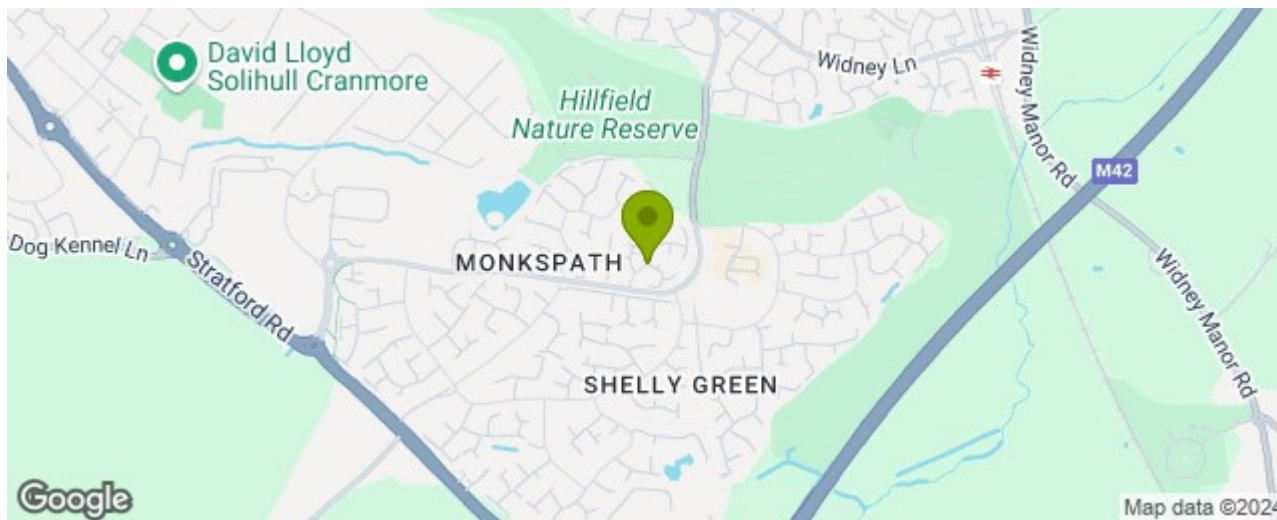 David Lloyd
Solihull Cranmore
Widney Ln
Widney Manor Rd
Hillfield
Nature Reserve
M42
Dog Kennel Ln
Stratford Rd
MONKSPATH
Widney Manor Rd
SHELLY GREEN
Google
Map data ©2024